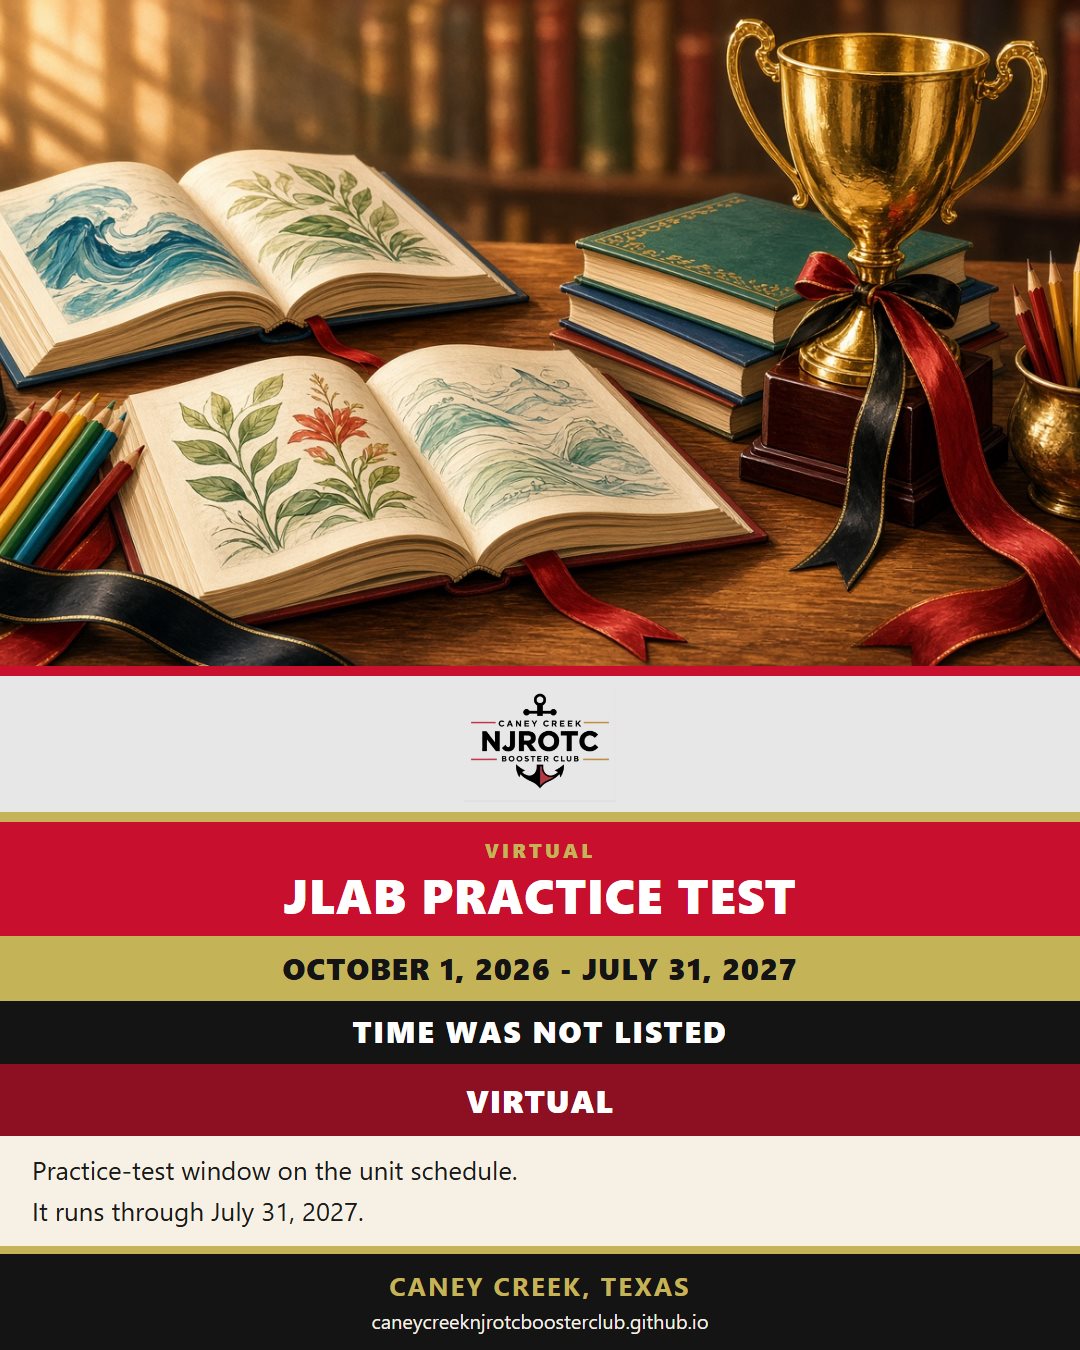 CANEY CREEK
NJROTC
BOOSTER CLUB
VIRTUAL
JLAB PRACTICE TEST
OCTOBER 1, 2026 - JULY 31, 2027
TIME WAS NOT LISTED
VIRTUAL
Practice-test window on the unit schedule.
It runs through July 31, 2027.
CANEY CREEK, TEXAS
caneycreeknjrotcboosterclub.github.io